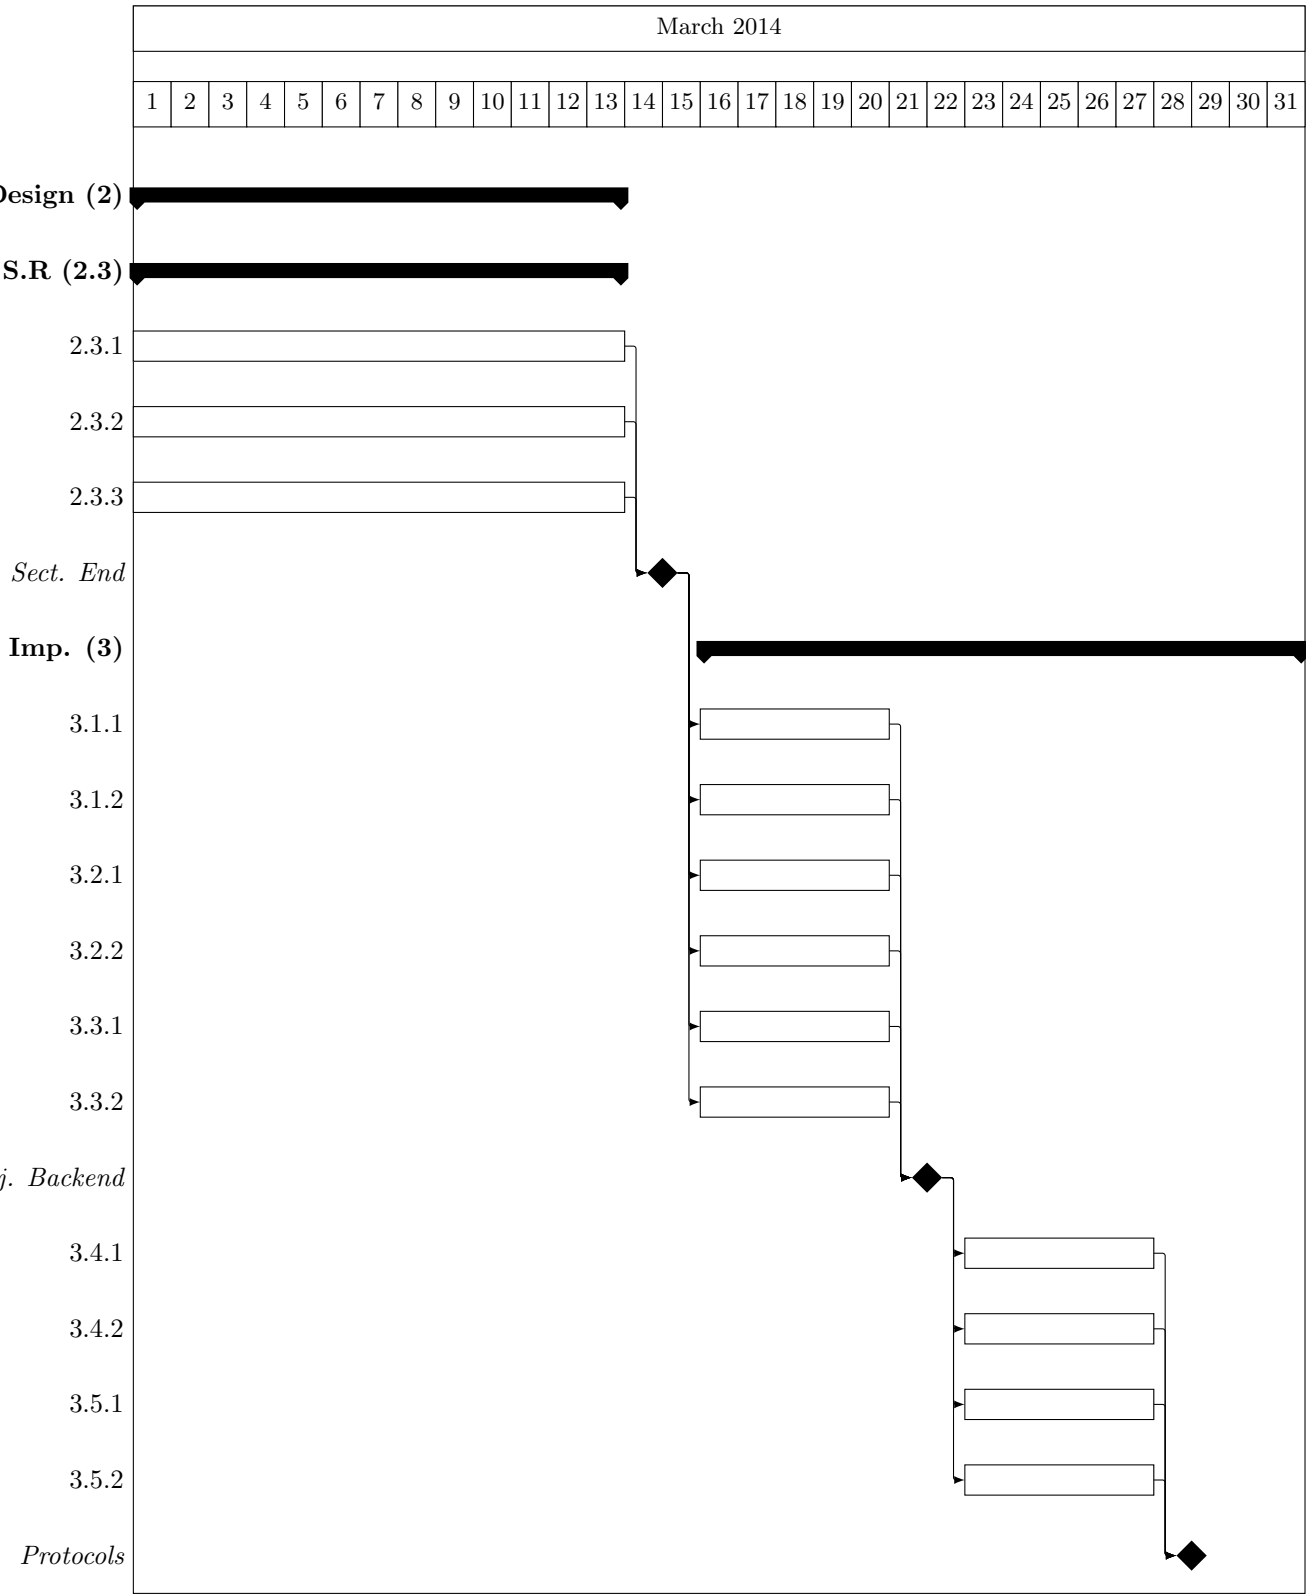 March 2014
1 2 3 4 5 6 7 8 9 10 11 12 13 14 15 16 17 18 19 20 21 22 23 24 25 26 27 28 29 30 31
Design (2)
S.R (2.3)
2.3.1
2.3.2
2.3.3
Sect. End
Imp. (3)
3.1.1
3.1.2
3.2.1
3.2.2
3.3.1
3.3.2
j. Backend
3.4.1
3.4.2
3.5.1
3.5.2
Protocols